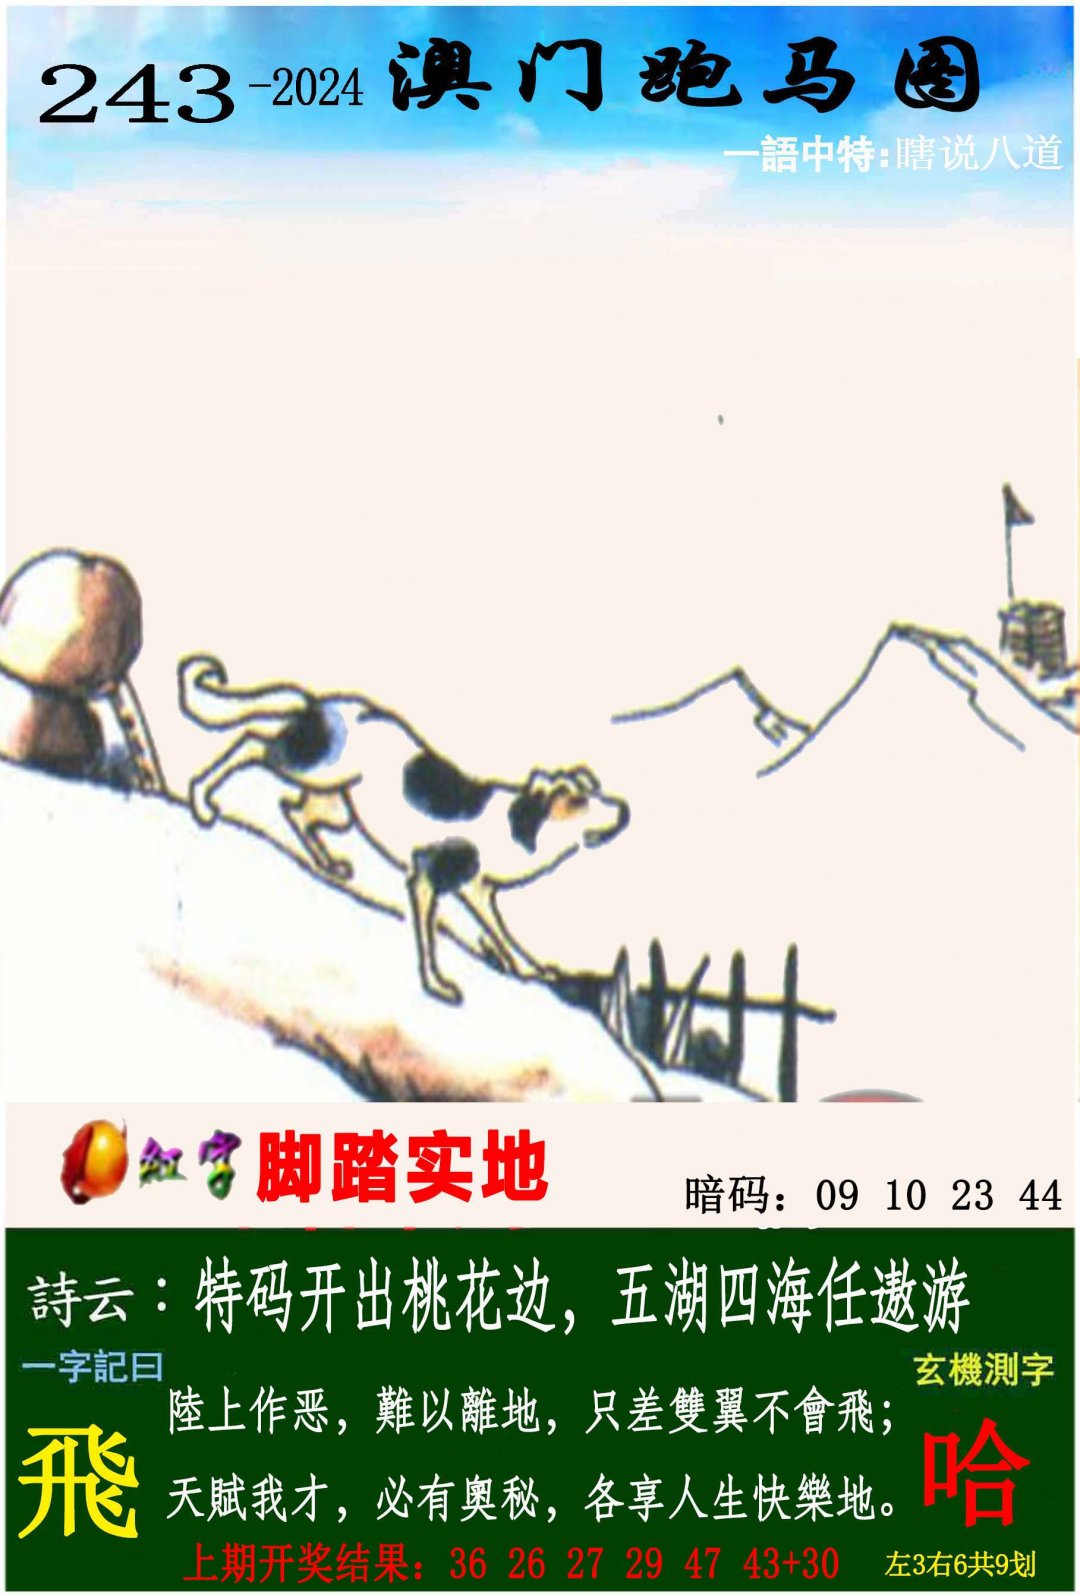 243-2024 澳门跑马图
一語中特:瞎说八道
红字 脚踏实地
暗码：09 10 23 44
詩云：特码开出桃花边，五湖四海任遨游
一字記曰
玄機測字
陸上作恶，難以離地，只差雙翼不會飛；
飛
哈
天賦我才，必有奧秘，各享人生快樂地。
上期开奖结果：36 26 27 29 47 43+30
左3右6共9划